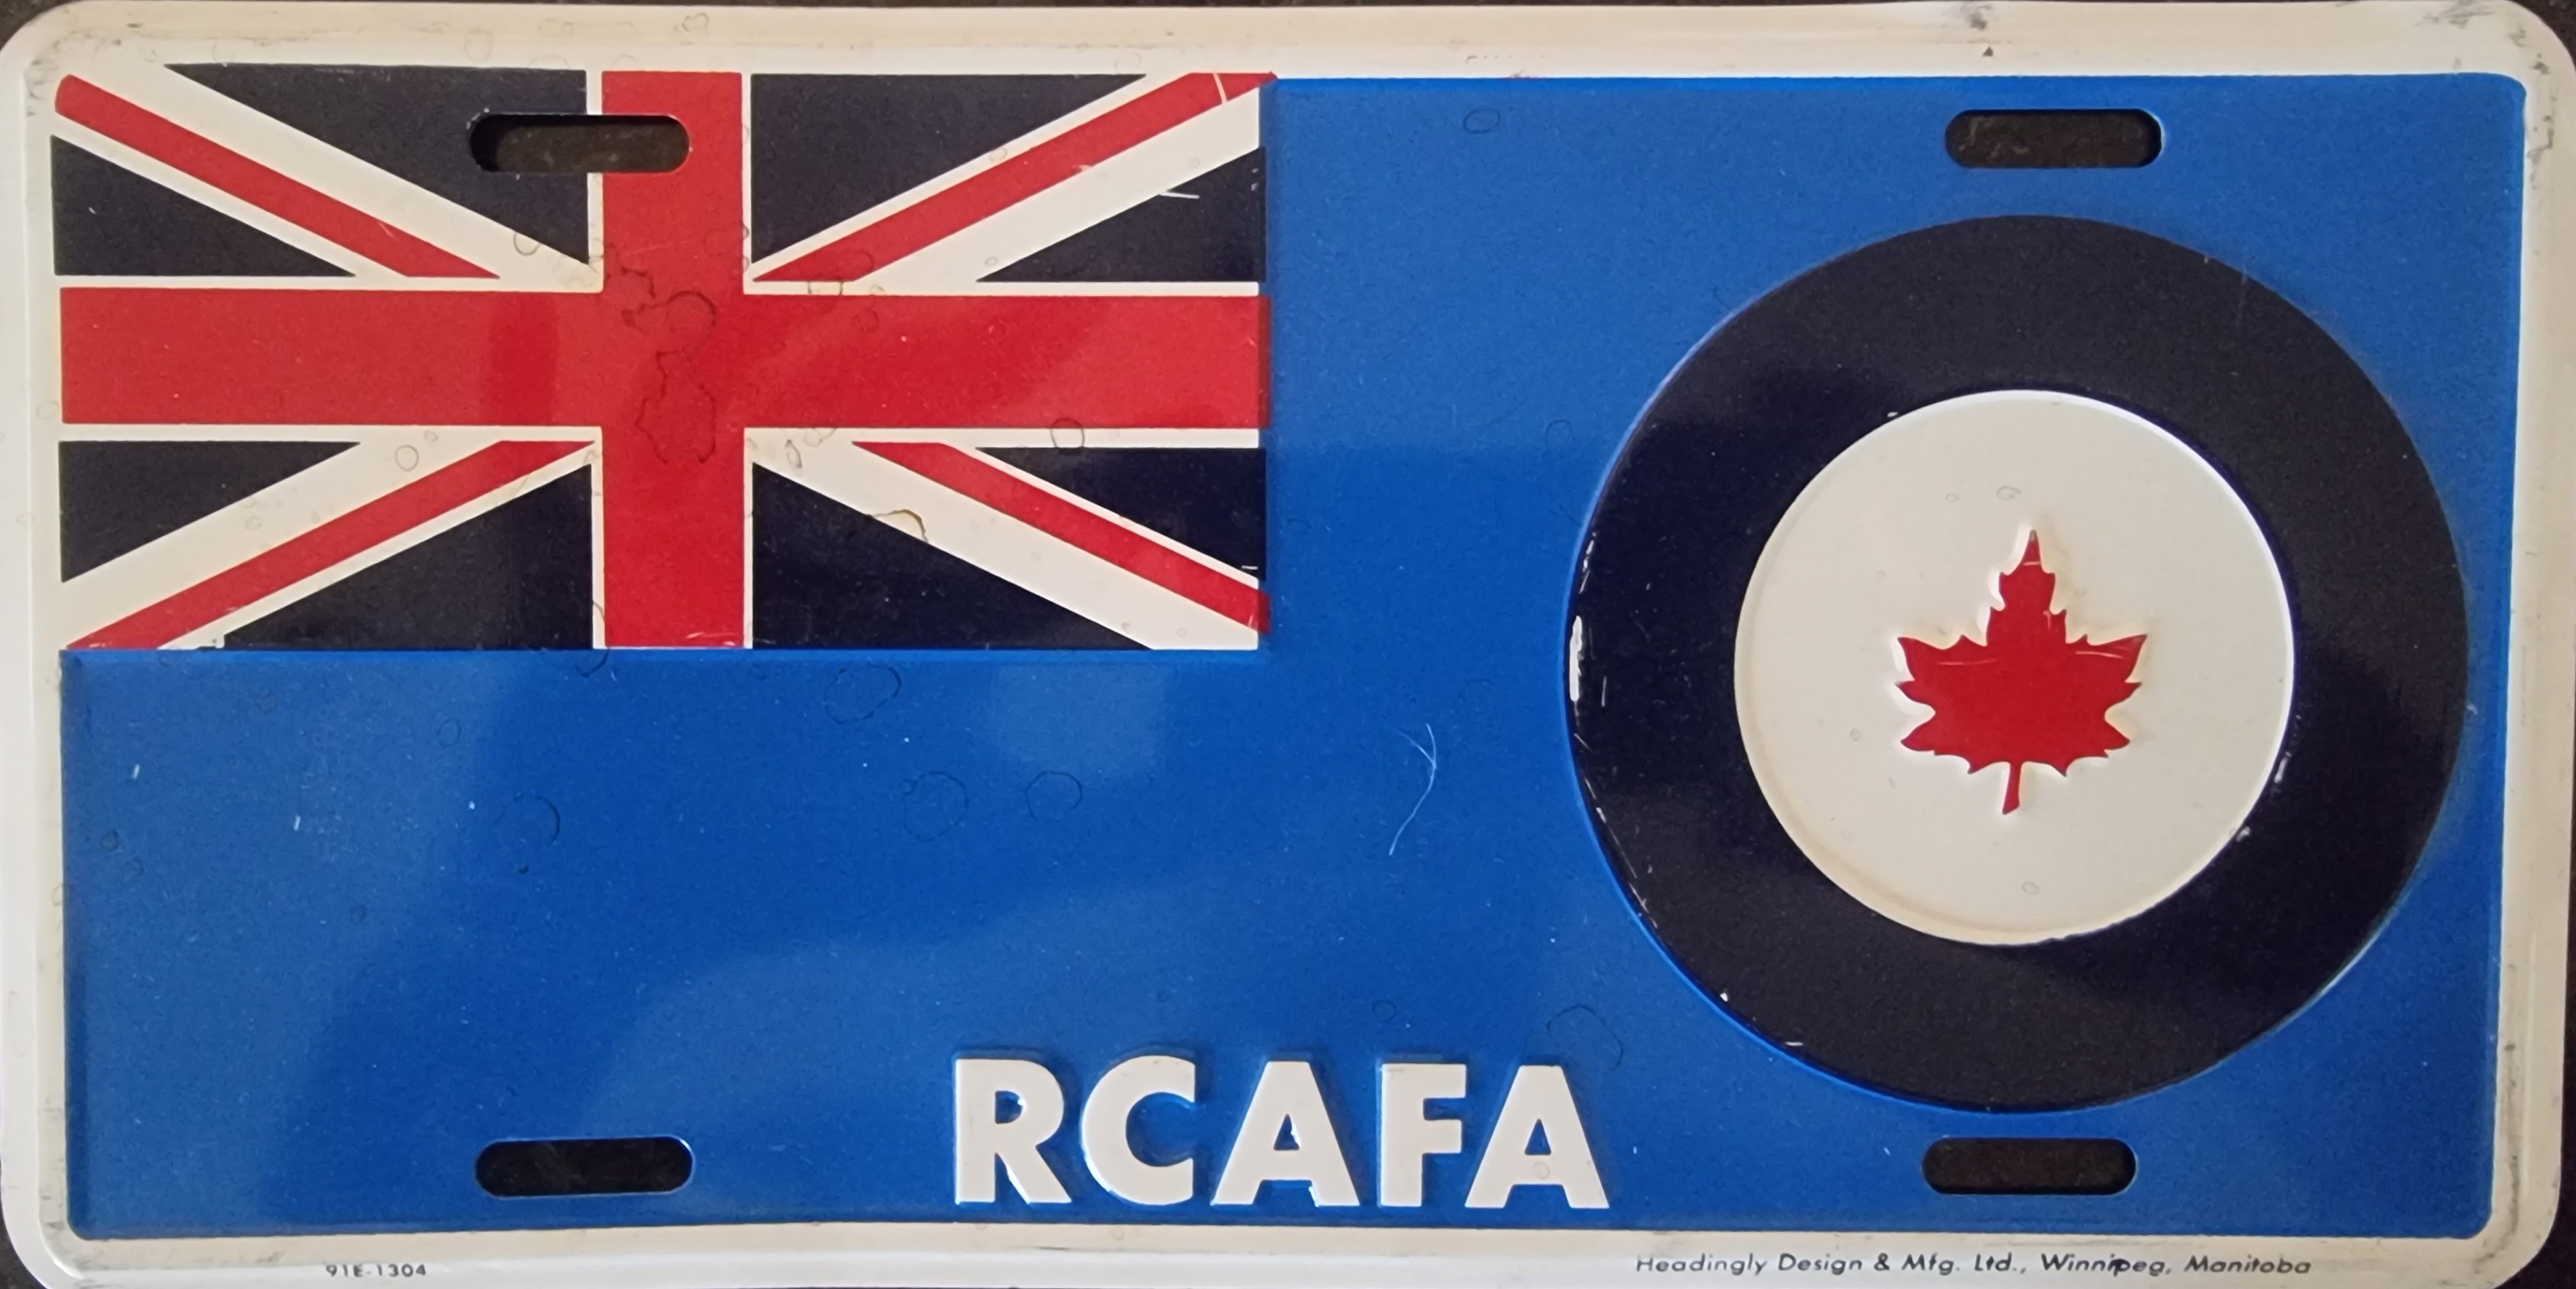 RCAFA
91E-1304
Headingly Design & Mfg. Ltd., Winnipeg, Manitoba